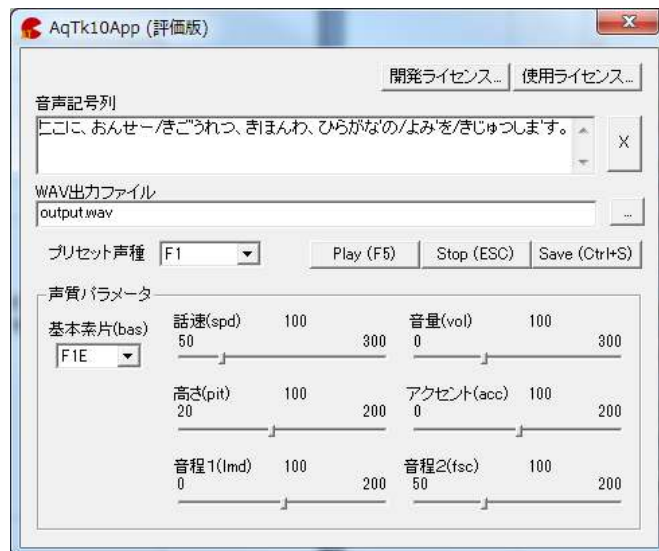 AqTk10App (評価版)
開発ライセンス... 使用ライセンス...
音声記号列
ここに、おんせー/きごうれつ、きほんわ、ひらがな'の/よみ'を/きじゅつしま'す。
X
WAV出力ファイル
output.wav
...
プリセット声種 F1 Play (F5) Stop (ESC) Save (Ctrl+S)
声質パラメータ
基本素片(bas)
F1E
話速(spd) 100
50 300
音量(vol) 100
0 300
高さ(pit) 100
20 200
アクセント(acc) 100
0 200
音程1(lmd) 100
0 200
音程2(fsc) 100
50 200